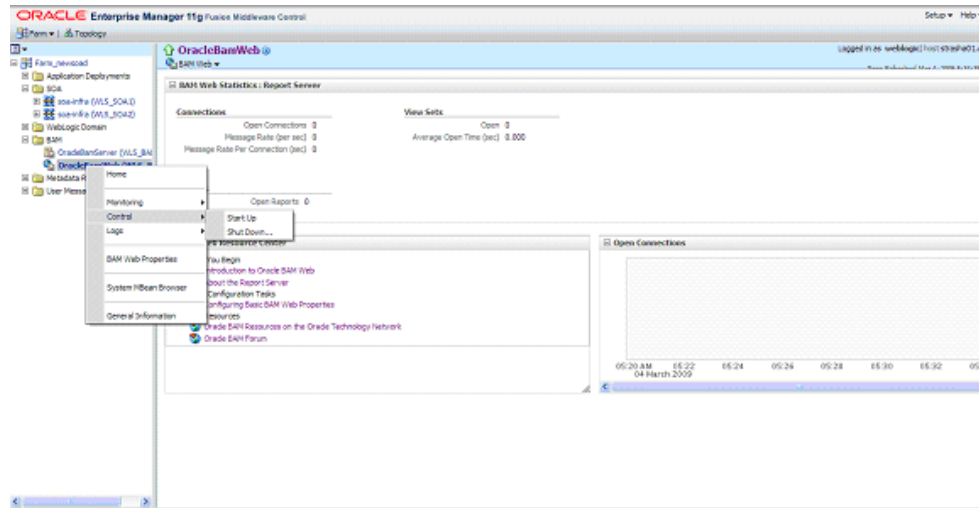 ORACLE Enterprise Manager 11g Fusion Middleware Control
Setup Help
Farm Topology
Farm_newsoad
Application Deployments
SOA
soa-infra (WLS_SOA1)
soa-infra (WLS_SOA2)
WebLogic Domain
BAM
OracleBamServer (WLS_BA
OracleBamWeb (WLS_B
Metadata R
User Messa
OracleBamWeb
BAM Web
Logged in as weblogic|
BAM Web Statistics : Report Server
Connections
Open Connections 0
Message Rate (per sec) 0
Message Rate Per Connection (sec) 0
View Sets
Open 0
Average Open Time (sec) 0.000
Open Reports 0
Home
Monitoring
Control
Logs
BAM Web Properties
System MBean Browser
General Information
Start Up
Shut Down...
Resource Center
You Begin
Introduction to Oracle BAM Web
About the Report Server
Configuration Tasks
Configuring Basic BAM Web Properties
Resources
Oracle BAM Resources on the Oracle Technology Network
Oracle BAM Forum
Open Connections
05:20 AM 05:22 05:24 05:26 05:28 05:30 05:32 05
04 March 2009